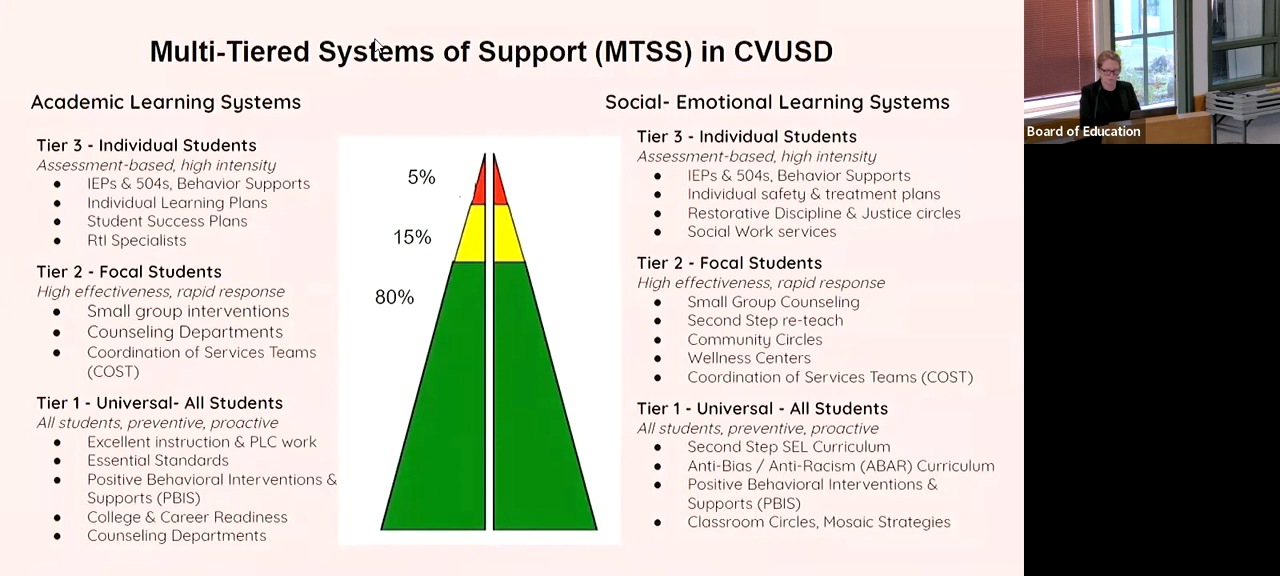 Multi-Tiered Systems of Support (MTSS) in CVUSD
Academic Learning Systems
Tier 3 - Individual Students
Assessment-based, high intensity
● IEPs & 504s, Behavior Supports
● Individual Learning Plans
● Student Success Plans
● RtI Specialists
Tier 2 - Focal Students
High effectiveness, rapid response
● Small group interventions
● Counseling Departments
● Coordination of Services Teams
(COST)
Tier 1 - Universal- All Students
All students, preventive, proactive
● Excellent instruction & PLC work
● Essential Standards
● Positive Behavioral Interventions &
Supports (PBIS)
● College & Career Readiness
● Counseling Departments
5%
15%
80%
Social- Emotional Learning Systems
Tier 3 - Individual Students
Assessment-based, high intensity
● IEPs & 504s, Behavior Supports
● Individual safety & treatment plans
● Restorative Discipline & Justice circles
● Social Work services
Tier 2 - Focal Students
High effectiveness, rapid response
● Small Group Counseling
● Second Step re-teach
● Community Circles
● Wellness Centers
● Coordination of Services Teams (COST)
Tier 1 - Universal - All Students
All students, preventive, proactive
● Second Step SEL Curriculum
● Anti-Bias / Anti-Racism (ABAR) Curriculum
● Positive Behavioral Interventions &
Supports (PBIS)
● Classroom Circles, Mosaic Strategies
Board of Education